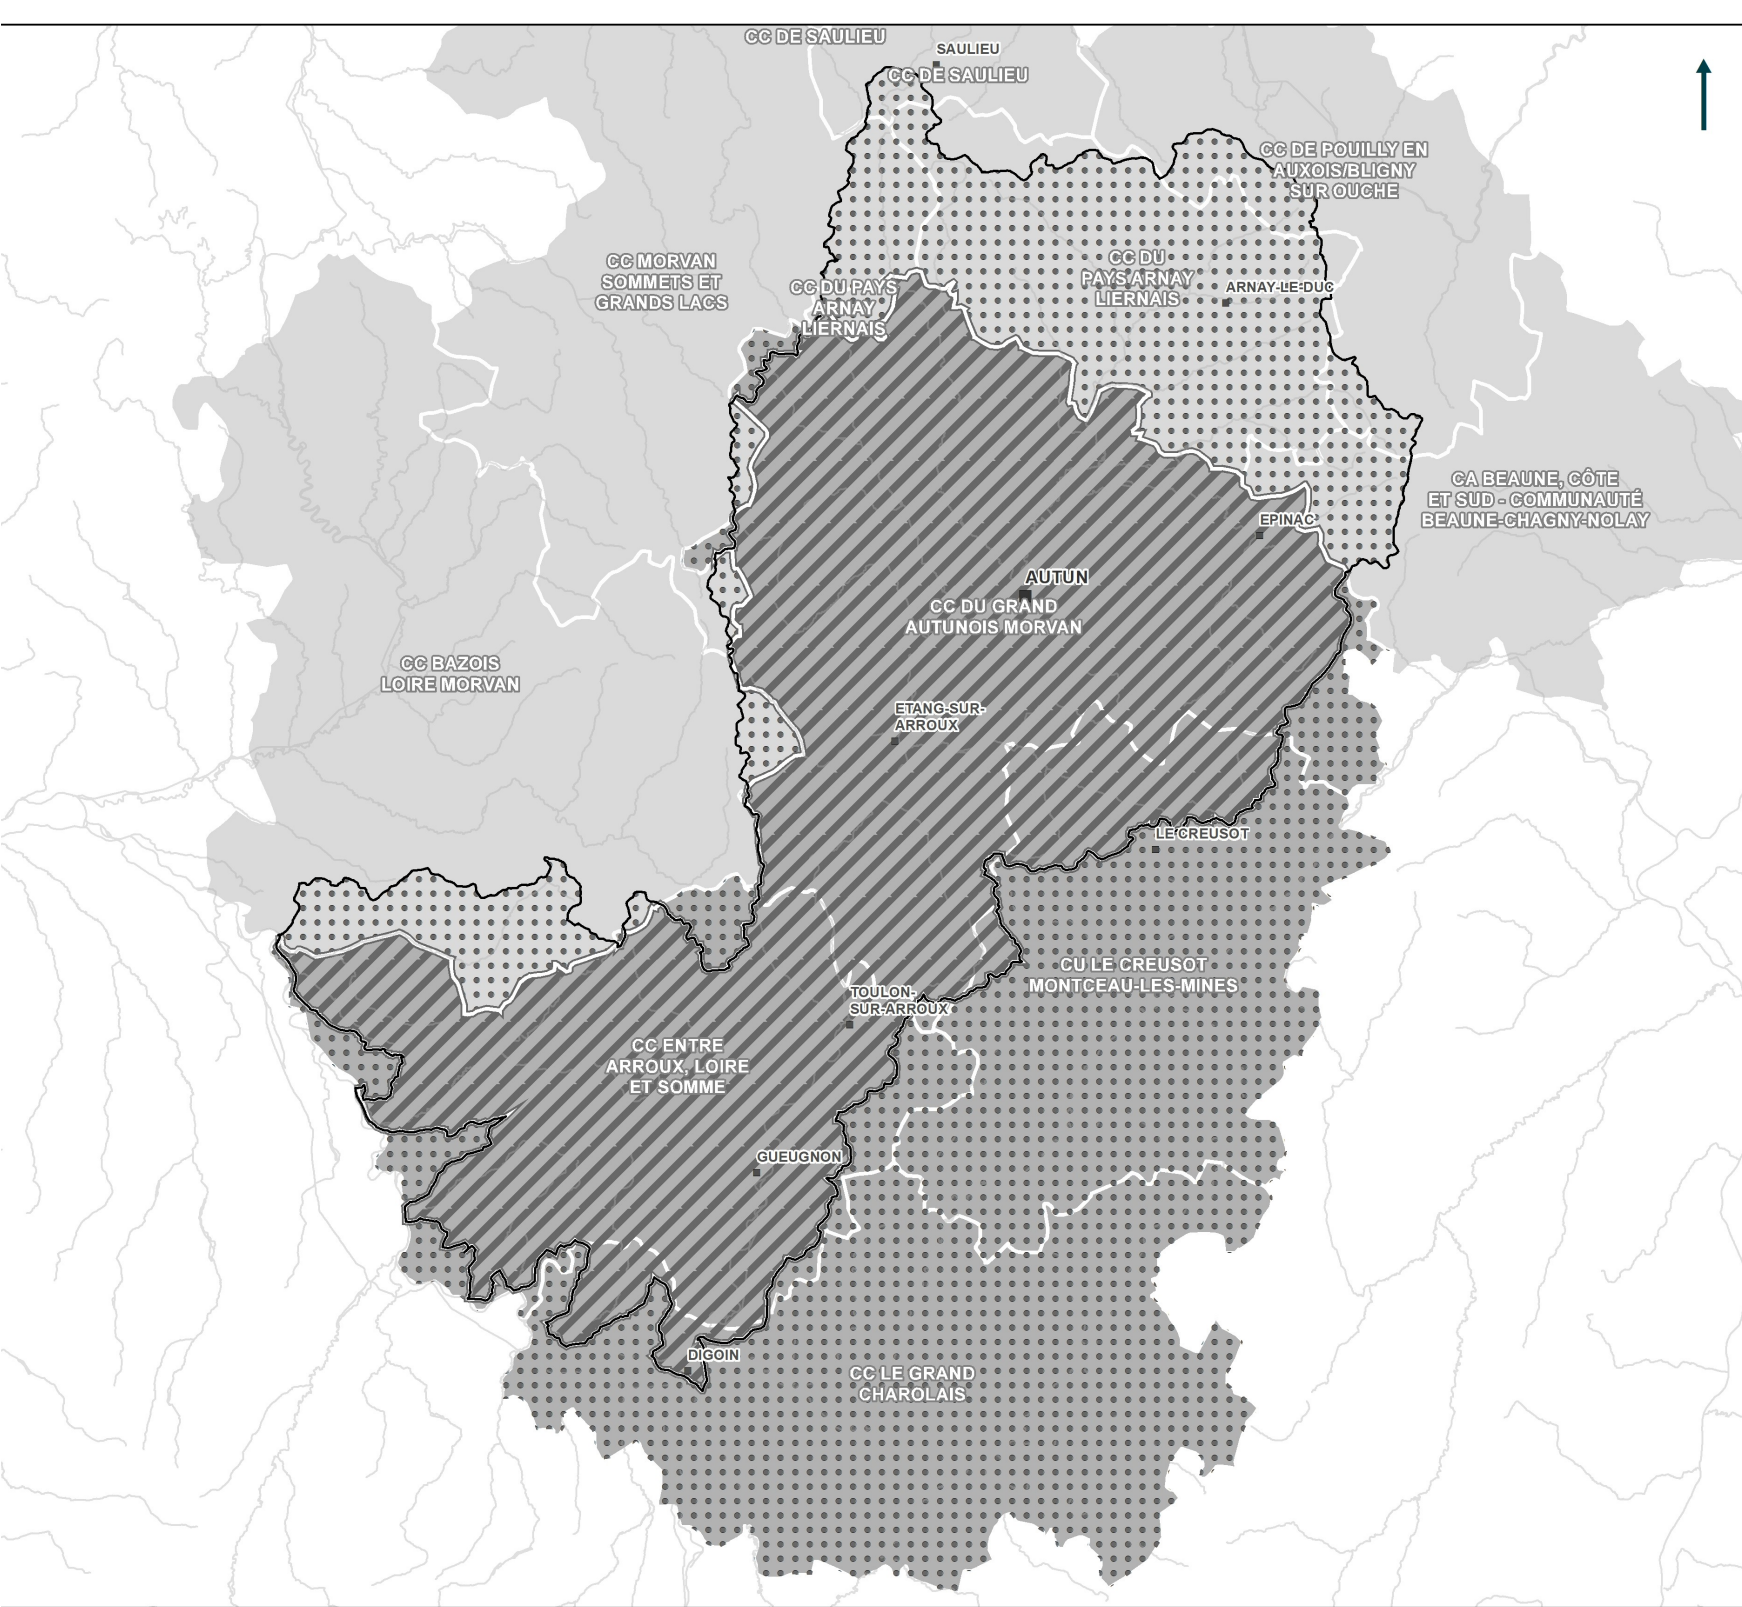 CC DE SAULIEU
SAULIEU
CC DE SAULIEU
CC DE POUILLY EN
AUXOIS/BLIGNY
SUR OUCHE
CC MORVAN
SOMMETS ET
GRANDS LACS
CC DU PAYS
ARNAY
LIERNAIS
CC DU
PAYS ARNAY
LIERNAIS
ARNAY-LE-DUC
CA BEAUNE, CÔTE
ET SUD - COMMUNAUTÉ
BEAUNE-CHAGNY-NOLAY
EPINAC
AUTUN
CC DU GRAND
AUTUNOIS MORVAN
CC BAZOIS
LOIRE MORVAN
ETANG-SUR-
ARROUX
LE CREUSOT
CU LE CREUSOT
MONTCEAU-LES-MINES
TOULON-
SUR-ARROUX
CC ENTRE
ARROUX, LOIRE
ET SOMME
GUEUGNON
DIGOIN
CC LE GRAND
CHAROLAIS